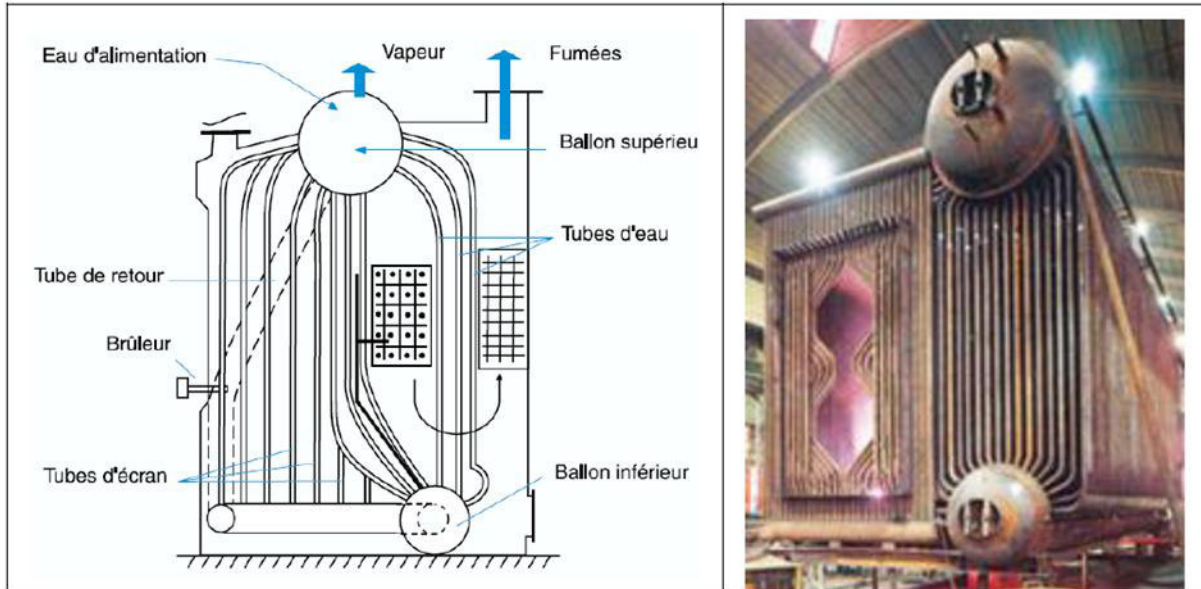 Eau d'alimentation
Vapeur
Fumées
Ballon supérieu
Tubes d'eau
Tube de retour
Brûleur
Tubes d'écran
Ballon inférieur